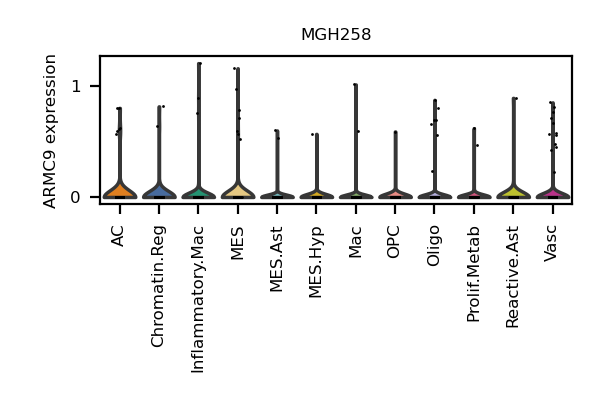 MGH258
ARMC9 expression
1
0
AC
Chromatin.Reg
Inflammatory.Mac
MES
MES.Ast
MES.Hyp
Mac
OPC
Oligo
Prolif.Metab
Reactive.Ast
Vasc